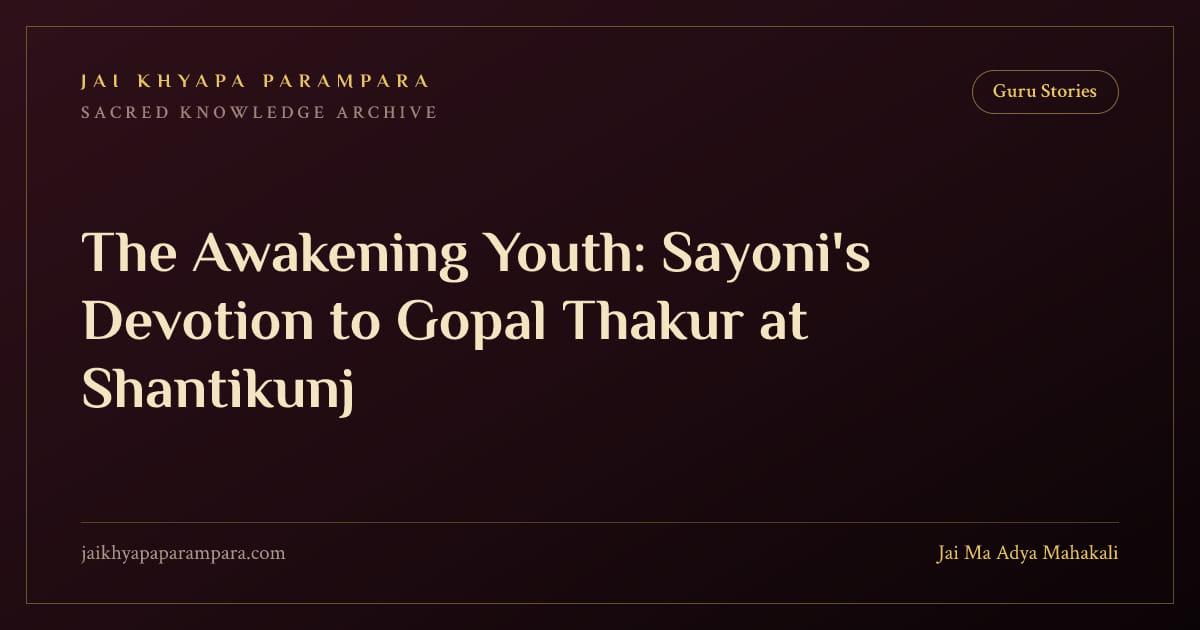 JAI KHYAPA PARAMPARA
SACRED KNOWLEDGE ARCHIVE
Guru Stories
The Awakening Youth: Sayoni's
Devotion to Gopal Thakur at
Shantikunj
jaikhyapaparampara.com
Jai Ma Adya Mahakali